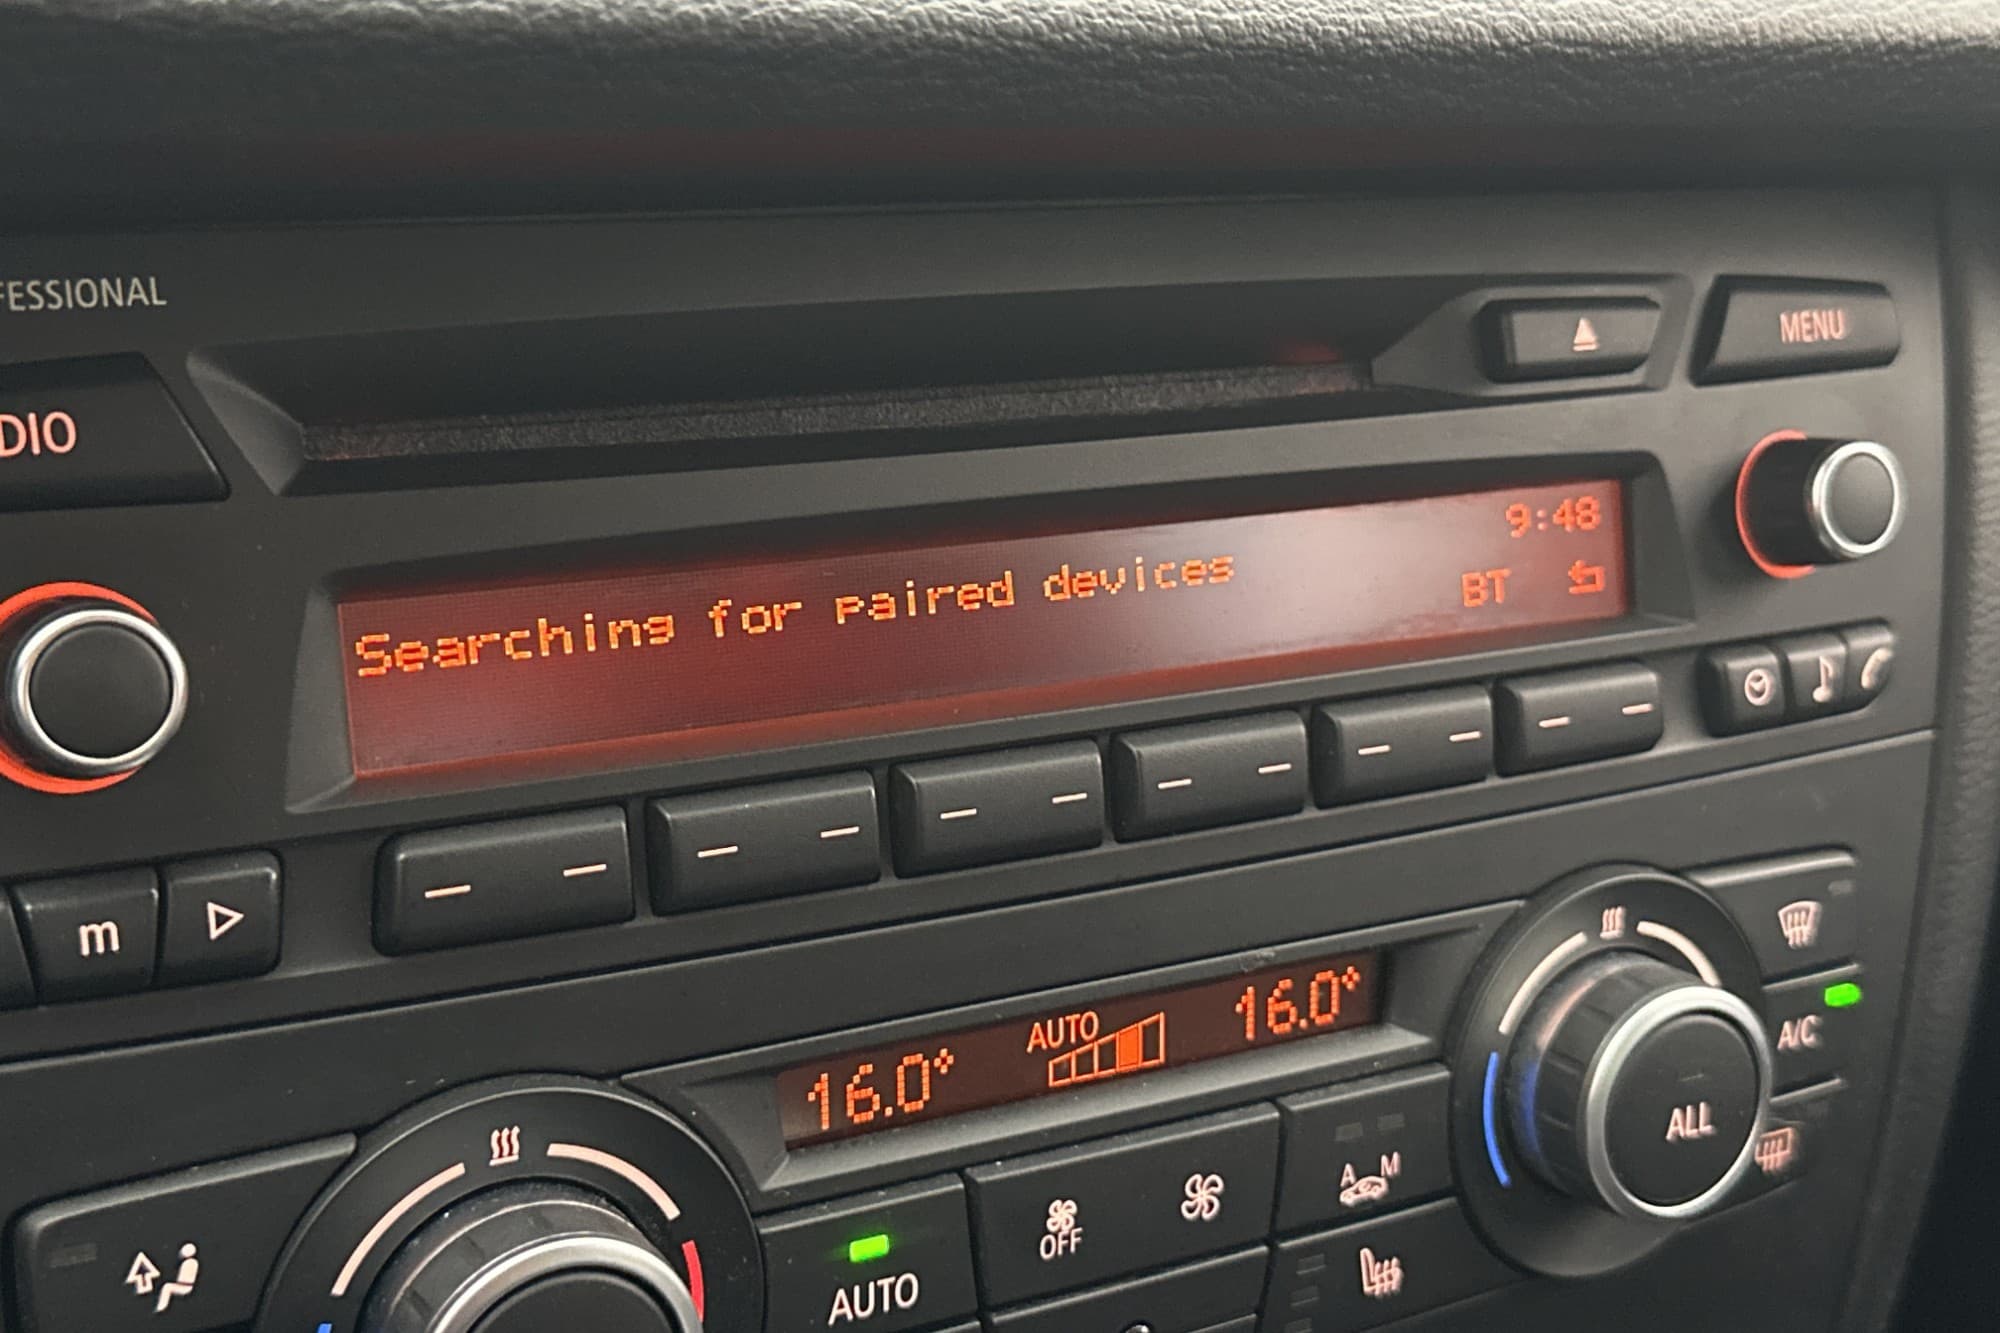 FESSIONAL
MENU
DIO
9:48
Searching for paired devices
BT
m
16.0°
AUTO
16.0°
A/C
ALL
A M
OFF
AUTO